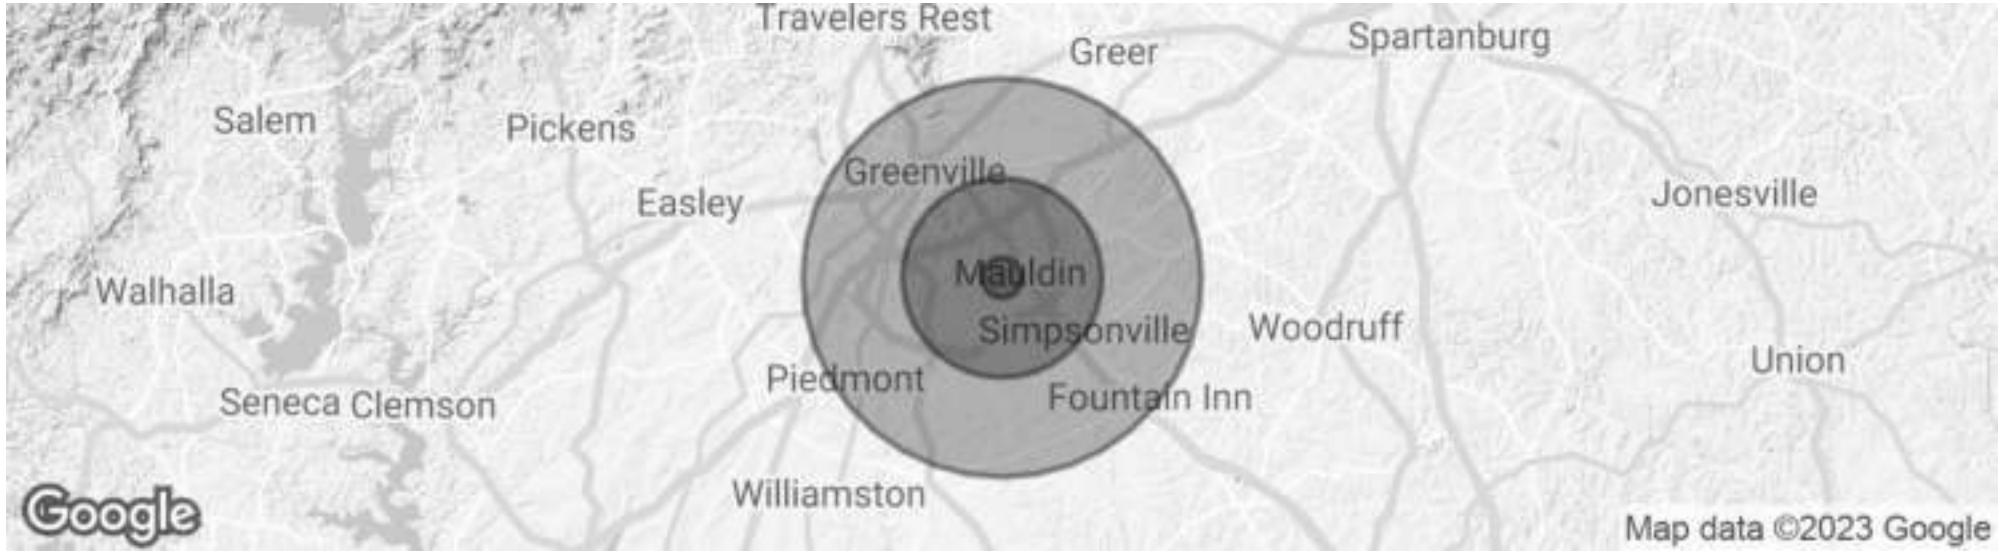 Travelers Rest
Greer
Spartanburg
Salem
Pickens
Greenville
Easley
Jonesville
Mauldin
Walhalla
Simpsonville
Woodruff
Union
Piedmont
Fountain Inn
Seneca Clemson
Williamston
Google
Map data ©2023 Google